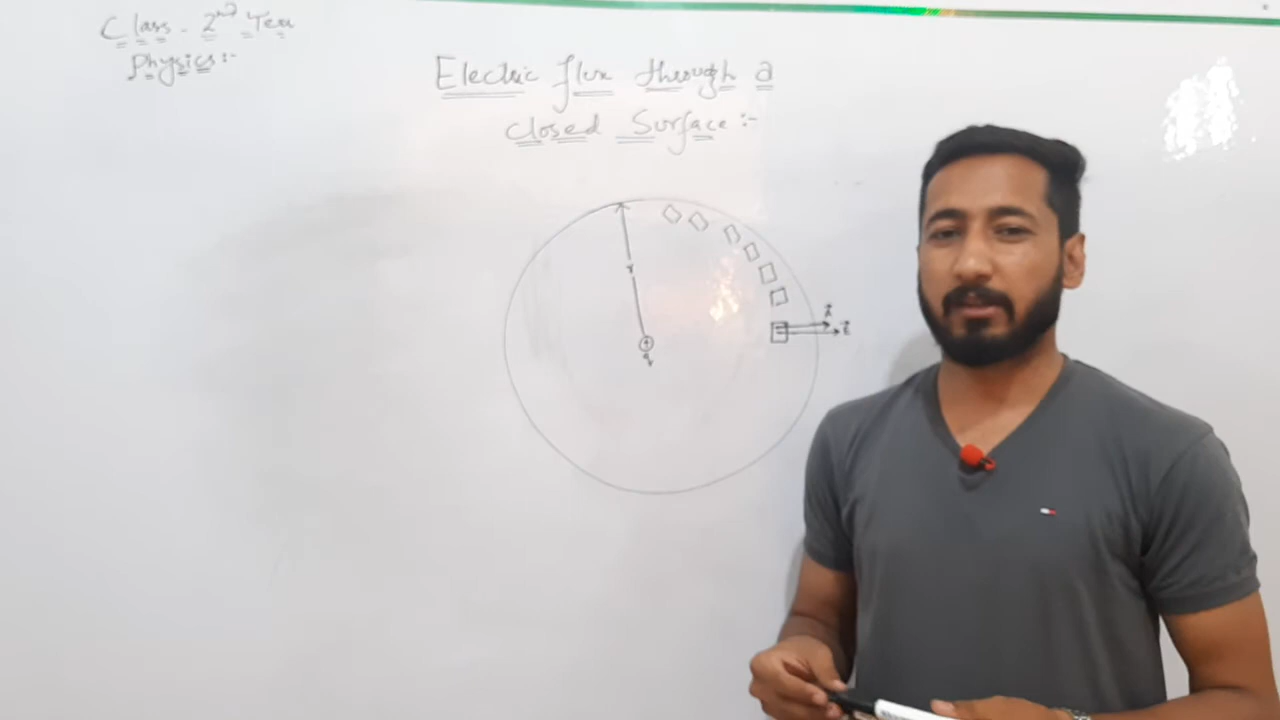 Class - 2nd Year
Physics:-
Electric flux through a
closed Surface :-
r
A
E
q